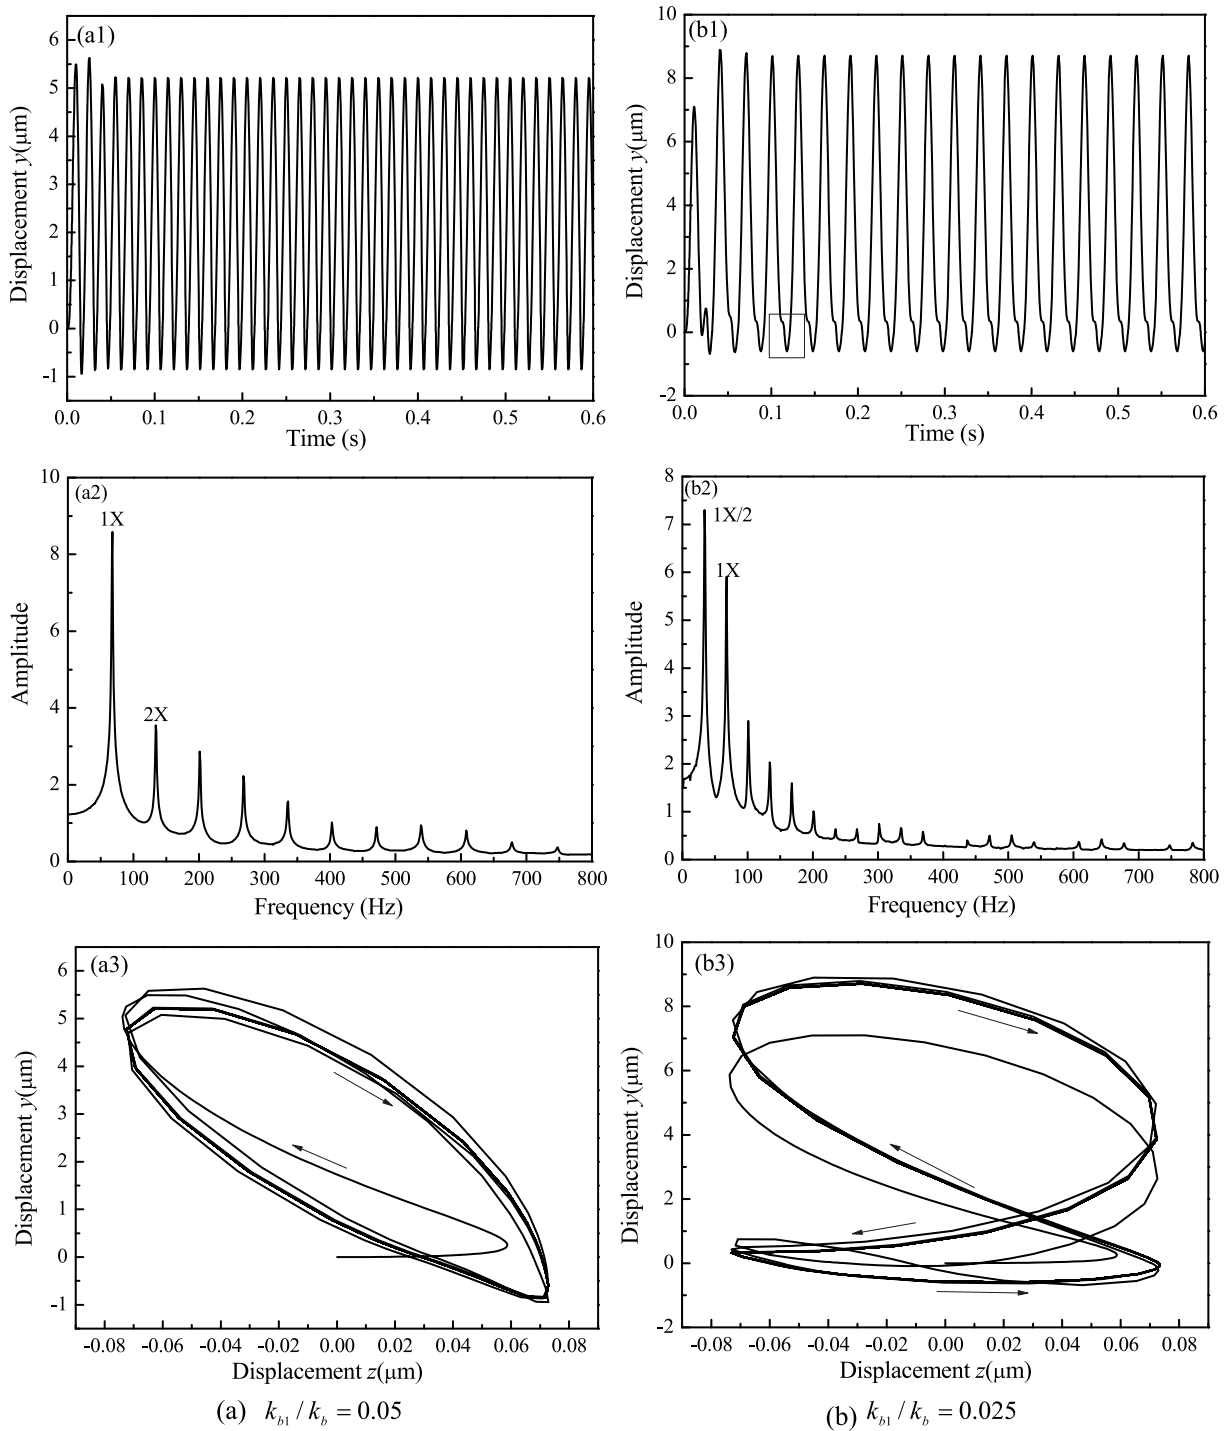 (a1)
6
5
4
3
2
1
0
-1
Displacement y(μm)
0.0 0.1 0.2 0.3 0.4 0.5 0.6
Time (s)
(b1)
10
8
6
4
2
0
-2
Displacement y(μm)
0.0 0.1 0.2 0.3 0.4 0.5 0.6
Time (s)
(a2)
10
8
6
4
2
0
Amplitude
1X
2X
0 100 200 300 400 500 600 700 800
Frequency (Hz)
(b2)
8
7
6
5
4
3
2
1
0
Amplitude
1X/2
1X
0 100 200 300 400 500 600 700 800
Frequency (Hz)
(a3)
6
5
4
3
2
1
0
-1
Displacement y(μm)
-0.08 -0.06 -0.04 -0.02 0.00 0.02 0.04 0.06 0.08
Displacement z(μm)
(b3)
10
8
6
4
2
0
-2
Displacement y(μm)
-0.08 -0.06 -0.04 -0.02 0.00 0.02 0.04 0.06 0.08
Displacement z(μm)
(a) k_{b1} / k_b = 0.05
(b) k_{b1} / k_b = 0.025